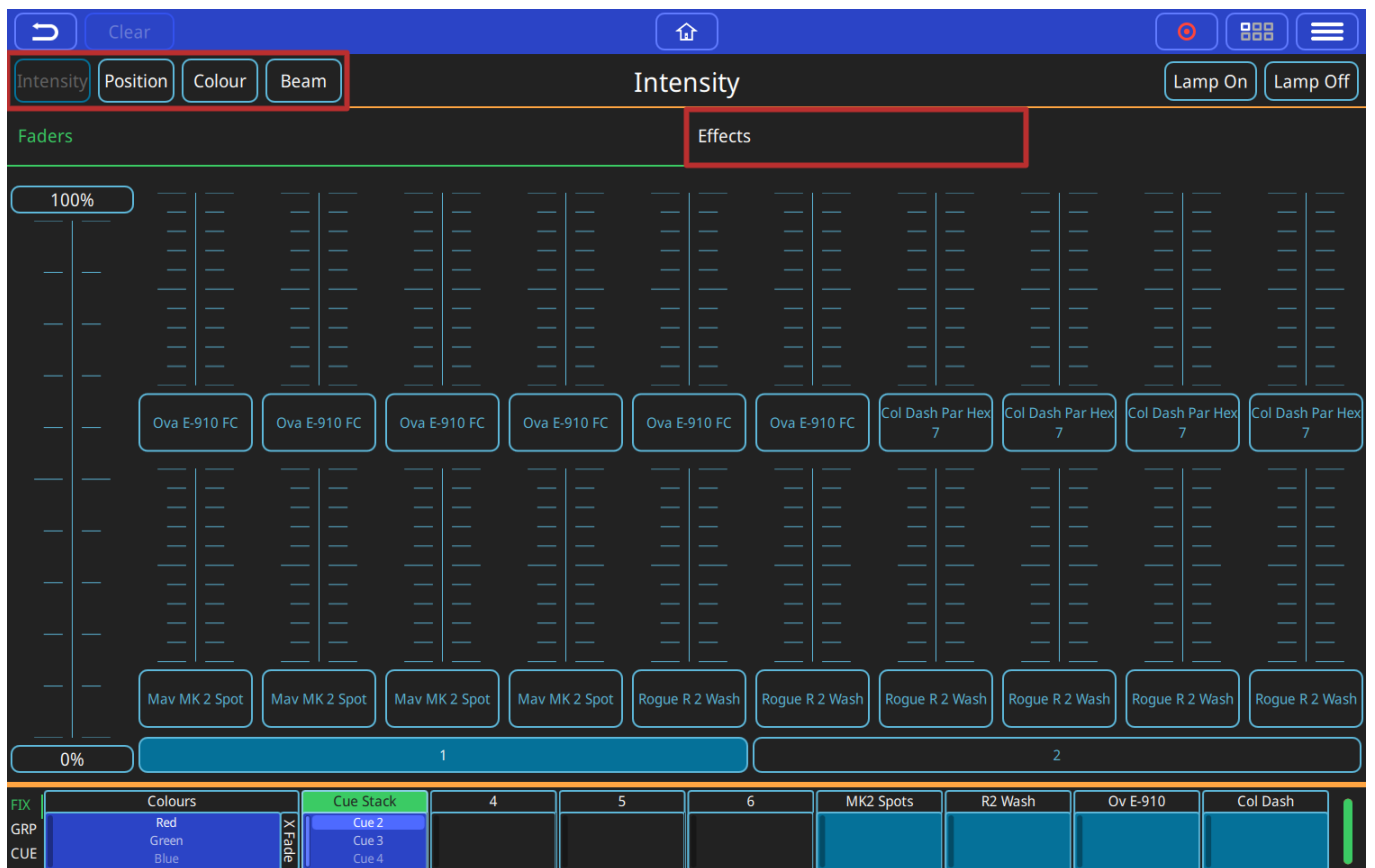 Clear
Intensity Position Colour Beam Intensity Lamp On Lamp Off
Faders Effects
100%
Ova E-910 FC Ova E-910 FC Ova E-910 FC Ova E-910 FC Ova E-910 FC Ova E-910 FC Col Dash Par Hex Col Dash Par Hex Col Dash Par Hex Col Dash Par Hex
7 7 7 7
Mav MK 2 Spot Mav MK 2 Spot Mav MK 2 Spot Mav MK 2 Spot Rogue R 2 Wash Rogue R 2 Wash Rogue R 2 Wash Rogue R 2 Wash Rogue R 2 Wash Rogue R 2 Wash
0% 1 2
FIX Colours Cue Stack 4 5 6 MK2 Spots R2 Wash Ov E-910 Col Dash
GRP Red X Fade Cue 2
Green Cue 3
CUE Blue Cue 4